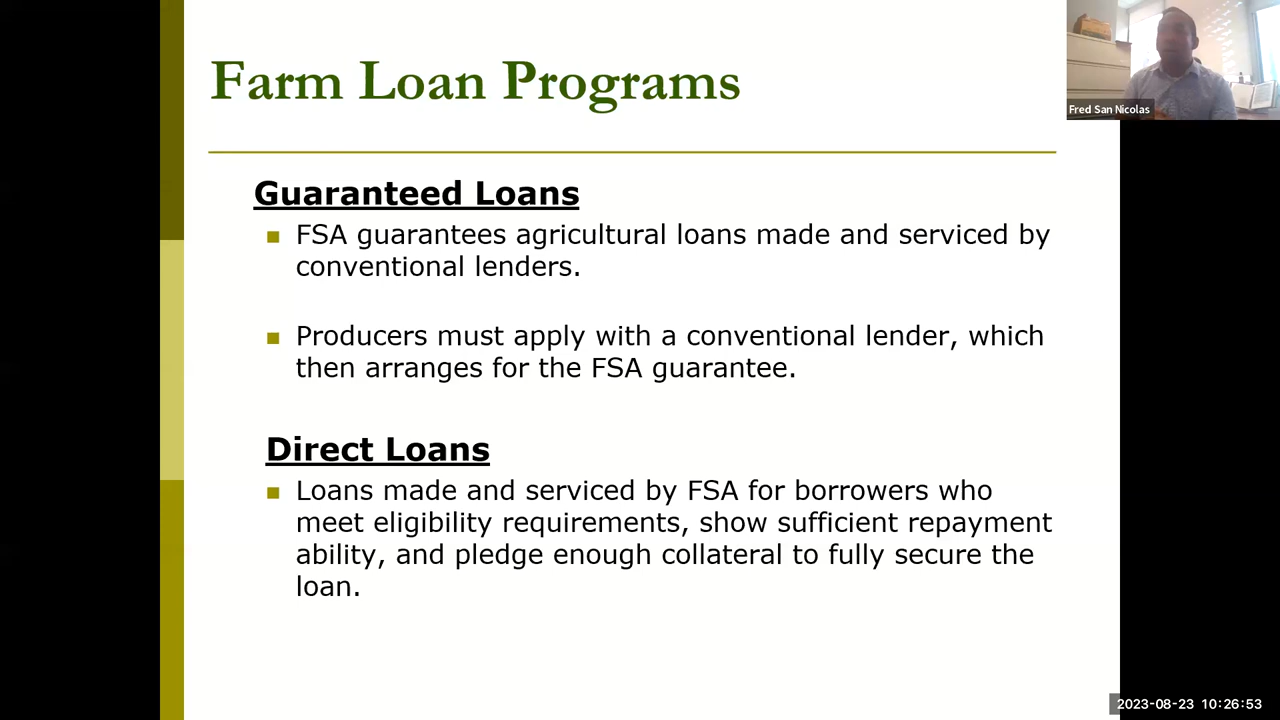 Farm Loan Programs
Fred San Nicolas
Guaranteed Loans
FSA guarantees agricultural loans made and serviced by
conventional lenders.
Producers must apply with a conventional lender, which
then arranges for the FSA guarantee.
Direct Loans
Loans made and serviced by FSA for borrowers who
meet eligibility requirements, show sufficient repayment
ability, and pledge enough collateral to fully secure the
loan.
2023-08-23 10:26:53